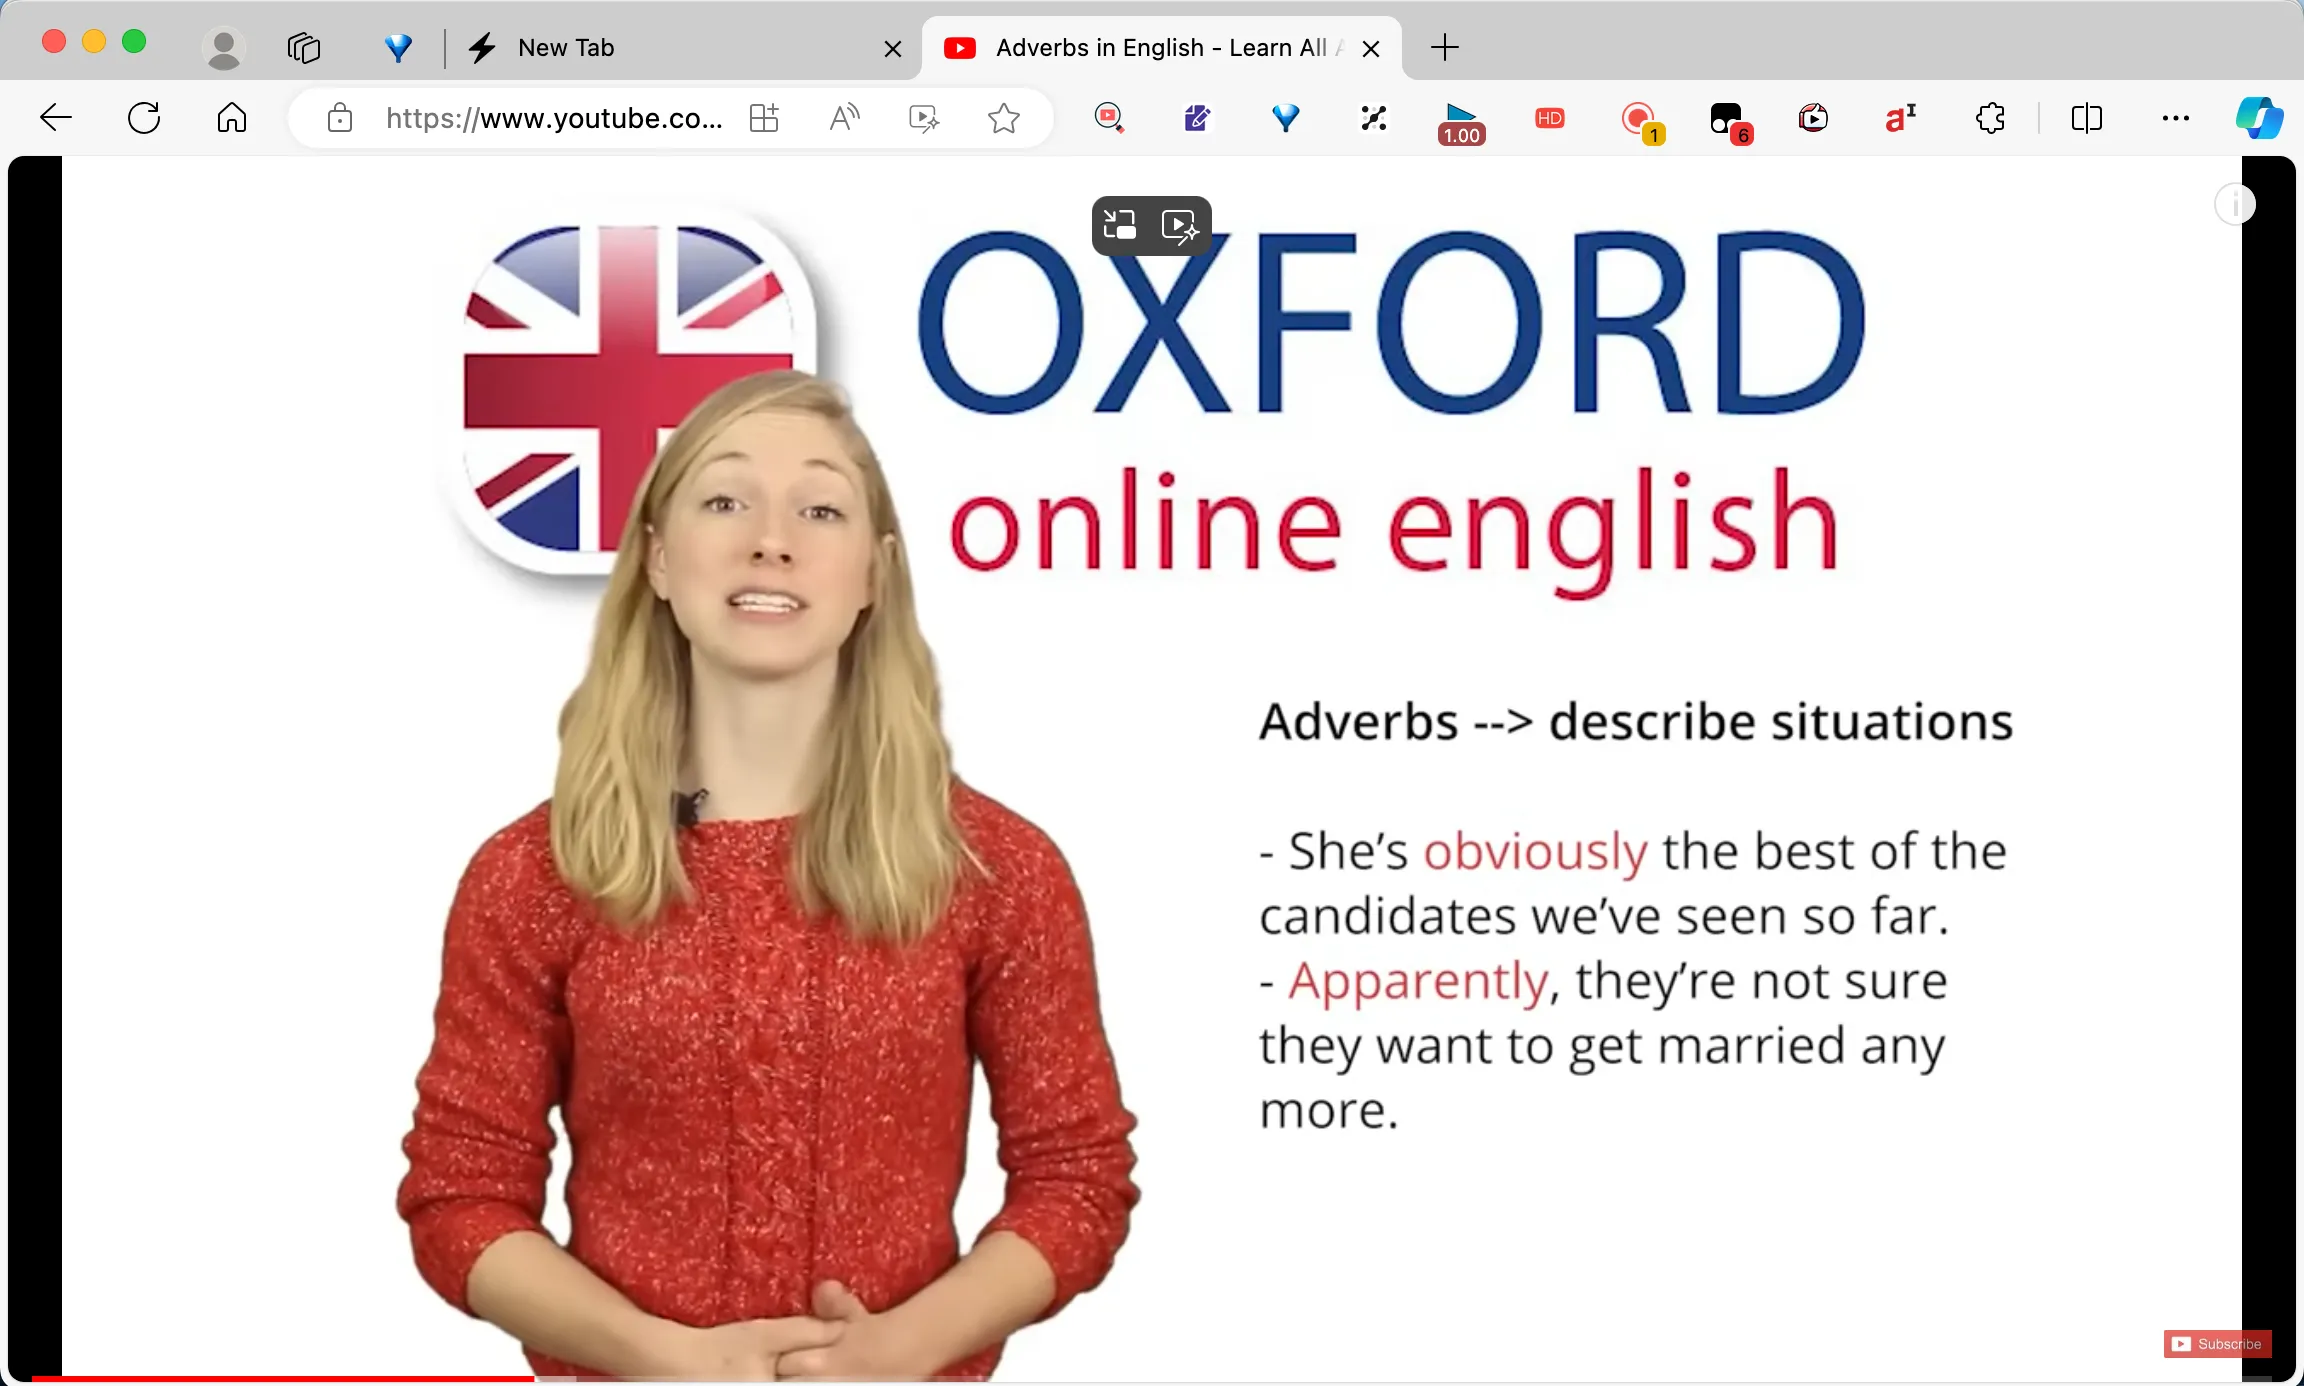 New Tab
Adverbs in English - Learn All
https://www.youtube.co...
1.00
HD
1
6
OXFORD
online english
Adverbs --> describe situations
- She’s obviously the best of the
candidates we’ve seen so far.
- Apparently, they’re not sure
they want to get married any
more.
Subscribe